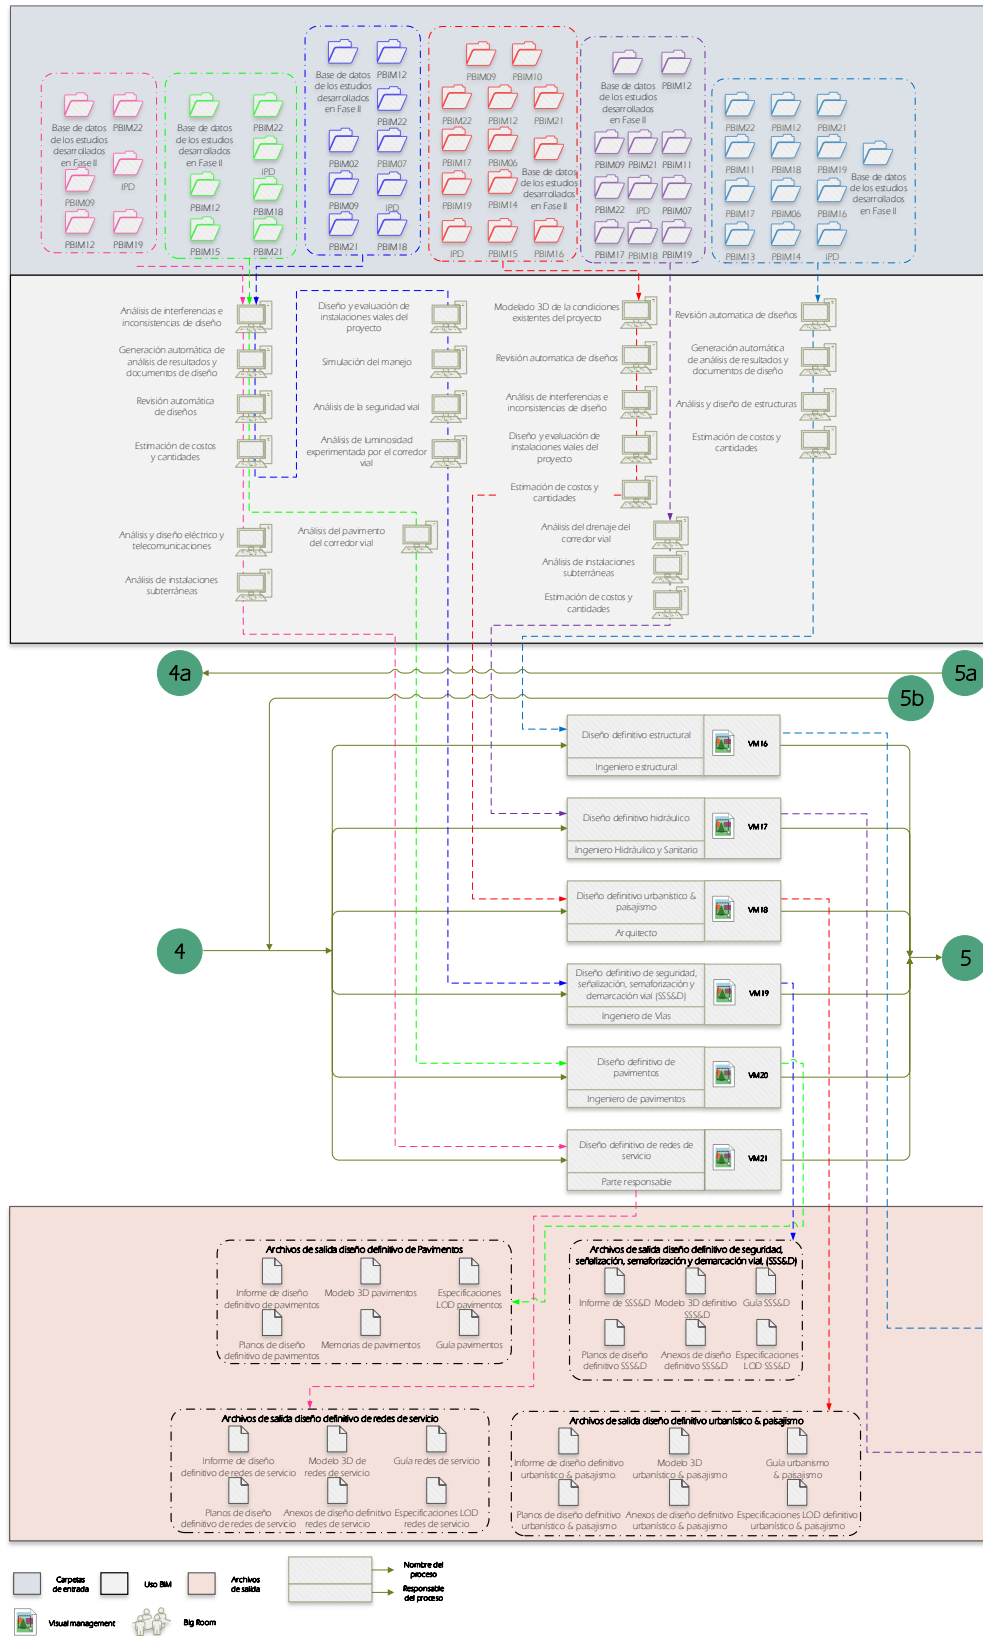 Base de datos
de los estudios
desarrollados
en Fase II
PBIM22
IPD
PBIM09
PBIM12
PBIM19
Base de datos
de los estudios
desarrollados
en Fase II
PBIM22
IPD
PBIM12
PBIM18
PBIM15
PBIM21
Base de datos
de los estudios
desarrollados
en Fase II
PBIM12
PBIM22
PBIM02
PBIM07
PBIM09
IPD
PBIM21
PBIM18
PBIM09
PBIM10
PBIM22
PBIM12
PBIM21
PBIM17
PBIM06
Base de datos
de los estudios
desarrollados
en Fase II
PBIM19
PBIM14
IPD
PBIM15
PBIM16
Base de datos
de los estudios
desarrollados
en Fase II
PBIM12
PBIM09
PBIM21
PBIM11
PBIM22
IPD
PBIM07
PBIM17
PBIM18
PBIM19
PBIM22
PBIM12
PBIM21
PBIM11
PBIM18
PBIM19
Base de datos
de los estudios
desarrollados
en Fase II
PBIM17
PBIM06
PBIM16
PBIM13
PBIM14
IPD
Análisis de interferencias e
inconsistencias de diseño
Generación automática de
análisis de resultados y
documentos de diseño
Revisión automática
de diseños
Estimación de costos
y cantidades
Análisis y diseño eléctrico y
telecomunicaciones
Análisis de instalaciones
subterráneas
Diseño y evaluación de
instalaciones viales del
proyecto
Simulación del manejo
Análisis de la seguridad vial
Análisis de luminosidad
experimentada por el corredor
vial
Análisis del pavimento
del corredor vial
Modelado 3D de la condiciones
existentes del proyecto
Revisión automatica de diseños
Análisis de interferencias e
inconsistencias de diseño
Diseño y evaluación de
instalaciones viales del
proyecto
Estimación de costos y
cantidades
Análisis del drenaje del
corredor vial
Análisis de instalaciones
subterráneas
Estimación de costos y
cantidades
Revisión automatica de diseños
Generación automática
de análisis de resultados y
documentos de diseño
Análisis y diseño de estructuras
Estimación de costos
y cantidades
4a
5a
5b
Diseño definitivo estructural
Ingeniero estructural
VM16
Diseño definitivo hidráulico
Ingeniero Hidráulico y Sanitario
VM17
Diseño definitivo urbanístico &
paisajismo
Arquitecto
VM18
4
5
Diseño definitivo de seguridad,
señalización, semaforización y
demarcación vial (SSS&D)
Ingeniero de Vías
VM19
Diseño definitivo de
pavimentos
Ingeniero de pavimentos
VM20
Diseño definitivo de redes de
servicio
Parte responsable
VM21
Archivos de salida diseño definitivo de Pavimentos
Informe de diseño
definitivo de pavimentos
Modelo 3D pavimentos
Especificaciones
LOD pavimentos
Planos de diseño
definitivo de pavimentos
Memorias de pavimentos
Guía pavimentos
Archivos de salida diseño definitivo de seguridad,
señalización, semaforización y demarcación vial, (SSS&D)
Informe de SSS&D
Modelo 3D definitivo
SSS&D
Guía SSS&D
Planos de diseño
definitivo SSS&D
Anexos de diseño
definitivo SSS&D
Especificaciones
LOD SSS&D
Archivos de salida diseño definitivo de redes de servicio
Informe de diseño
definitivo de redes de servicio
Modelo 3D de
redes de servicio
Guía redes de servicio
Planos de diseño
definitivo de redes de servicio
Anexos de diseño definitivo
redes de servicio
Especificaciones LOD
redes de servicio
Archivos de salida diseño definitivo urbanístico & paisajismo
Informe de diseño definitivo
urbanístico & paisajismo.
Modelo 3D
urbanístico & paisajismo
Guía urbanismo
& paisajismo
Planos de diseño definitivo
urbanístico & paisajismo
Anexos de diseño definitivo
urbanístico & paisajismo
Especificaciones LOD definitivo
urbanístico & paisajismo
Carpetas
de entrada
Uso BIM
Archivos
de salida
Nombre del
proceso
Responsable
del proceso
Visual management
Big Room